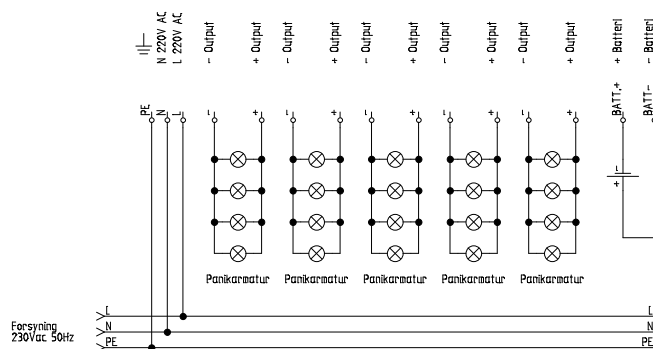 N 220V AC
L 220V AC
- Output
+ Output
- Output
+ Output
- Output
+ Output
- Output
+ Output
- Output
+ Output
+ Batteri
- Batteri
PE
N
L
-
+
-
+
-
+
-
+
-
+
BATT.+
BATT-
-
+
Panikarmatur
Panikarmatur
Panikarmatur
Panikarmatur
Panikarmatur
Forsyning
230Vac 50Hz
L
N
PE
L
N
PE